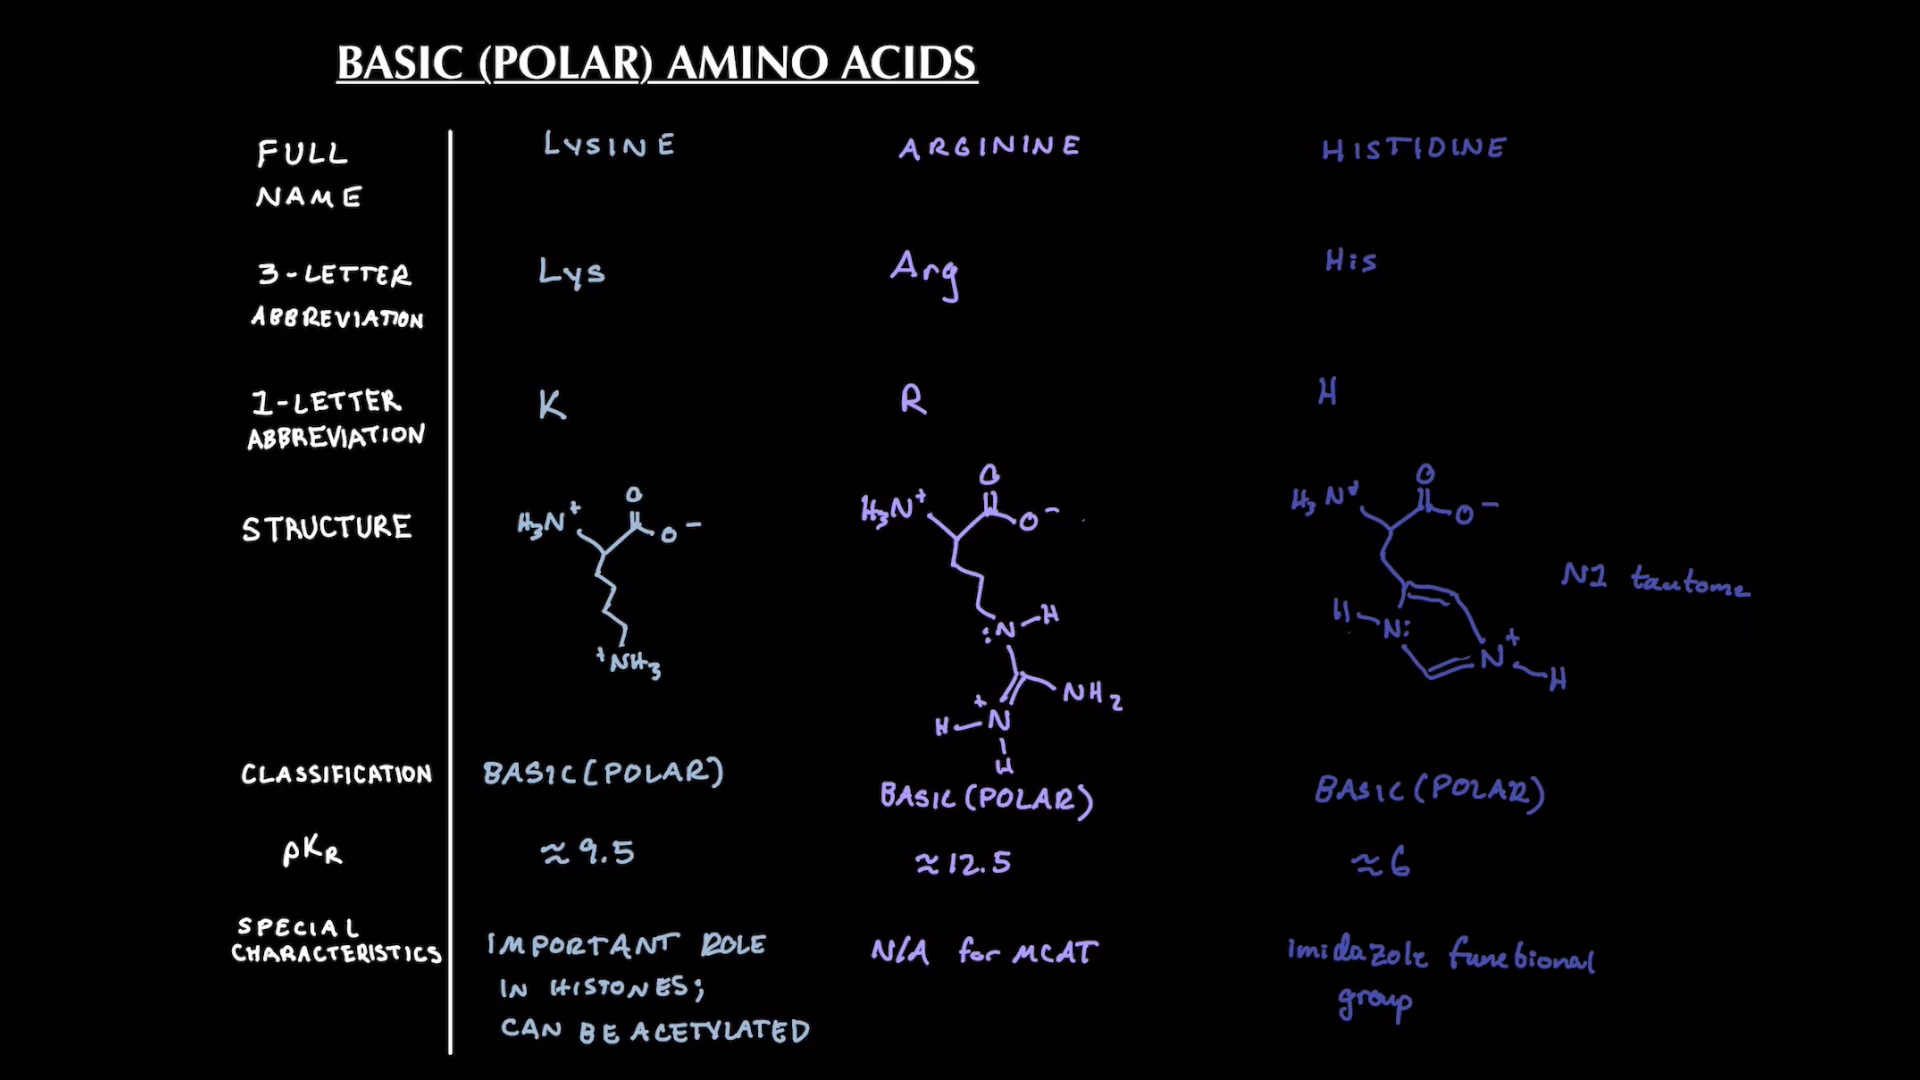 BASIC (POLAR) AMINO ACIDS
FULL NAME
LYSINE
ARGININE
HISTIDINE
3-LETTER ABBREVIATION
Lys
Arg
His
1-LETTER ABBREVIATION
K
R
H
STRUCTURE
H3N+
O
O-
+NH3
H3N+
O
O-
:N-H
NH2
H-N+
H
H3N+
O
O-
N1 tautome
H-N:
N+
H
CLASSIFICATION
BASIC (POLAR)
BASIC (POLAR)
BASIC (POLAR)
pKR
≈ 9.5
≈ 12.5
≈ 6
SPECIAL CHARACTERISTICS
IMPORTANT ROLE
IN HISTONES;
CAN BE ACETYLATED
N/A for MCAT
imidazole functional
group